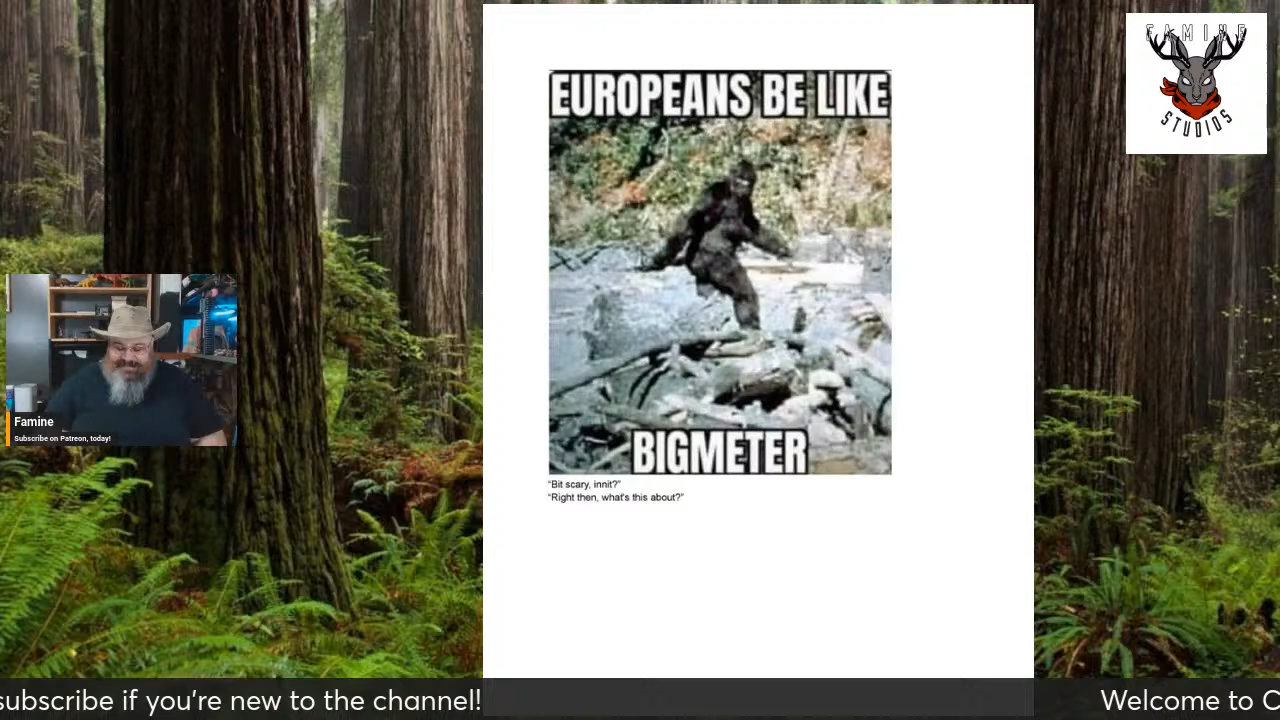 FAMINE
STUDIOS
EUROPEANS BE LIKE
BIGMETER
"Bit scary, innit?"
"Right then, what's this about?"
Famine
Subscribe on Patreon, today!
subscribe if you're new to the channel!
Welcome to